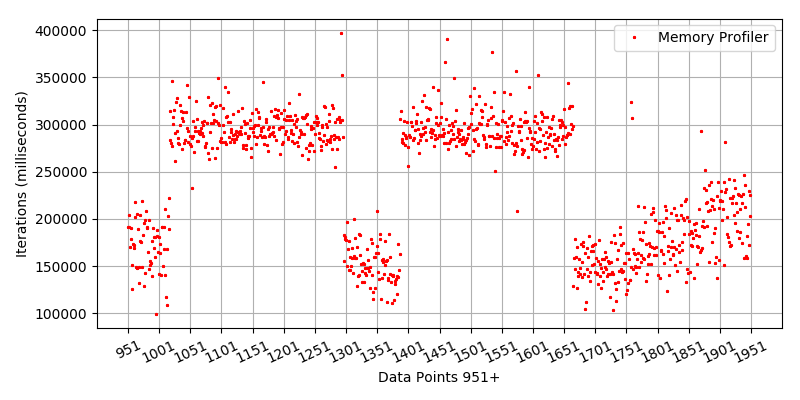 400000
350000
300000
250000
200000
150000
100000
Iterations (milliseconds)
Memory Profiler
951 1001 1051 1101 1151 1201 1251 1301 1351 1401 1451 1501 1551 1601 1651 1701 1751 1801 1851 1901 1951
Data Points 951+